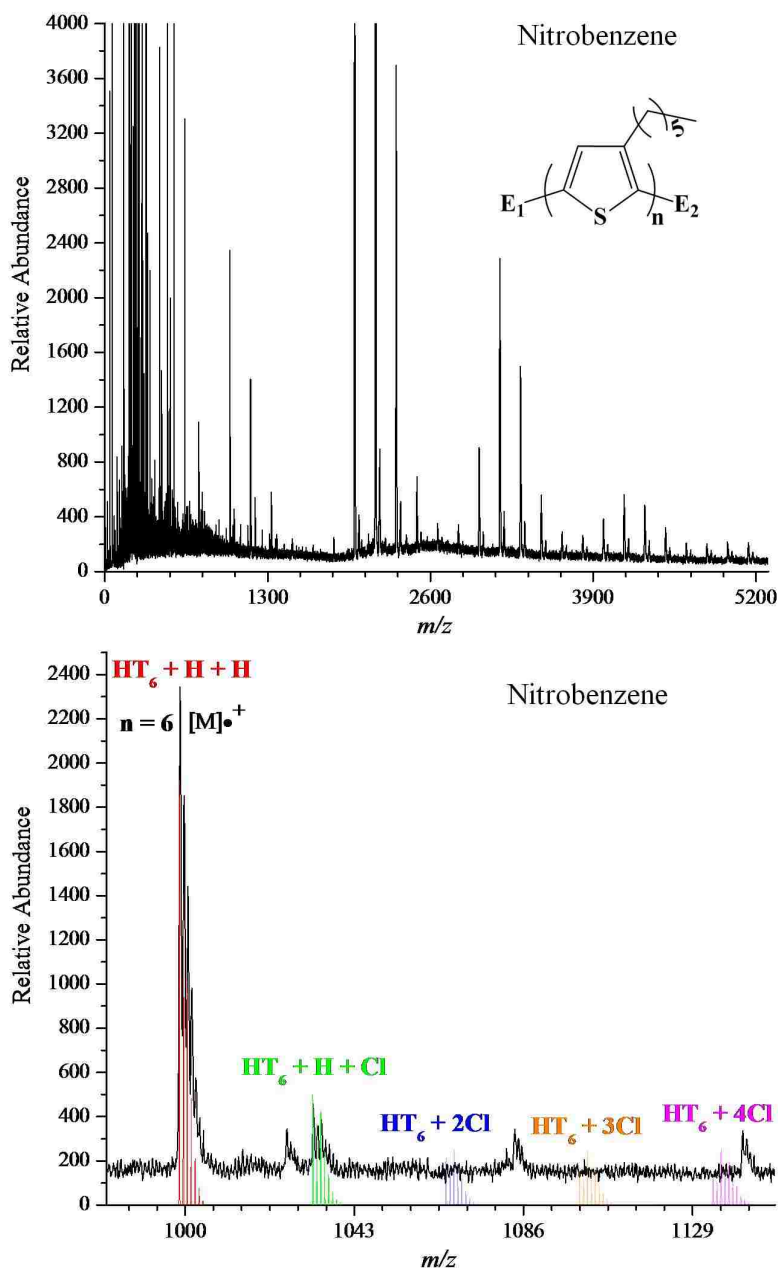 Nitrobenzene
4000
3600
3200
2800
2400
2000
1600
1200
800
400
0
Relative Abundance
( )
5
E₁ ( S ) n E₂
0 1300 2600 3900 5200
m/z
HT₆ + H + H
n = 6 [M]•⁺
Nitrobenzene
2400
2200
2000
1800
1600
1400
1200
1000
800
600
400
200
0
Relative Abundance
HT₆ + H + Cl
HT₆ + 2Cl
HT₆ + 3Cl
HT₆ + 4Cl
1000 1043 1086 1129
m/z